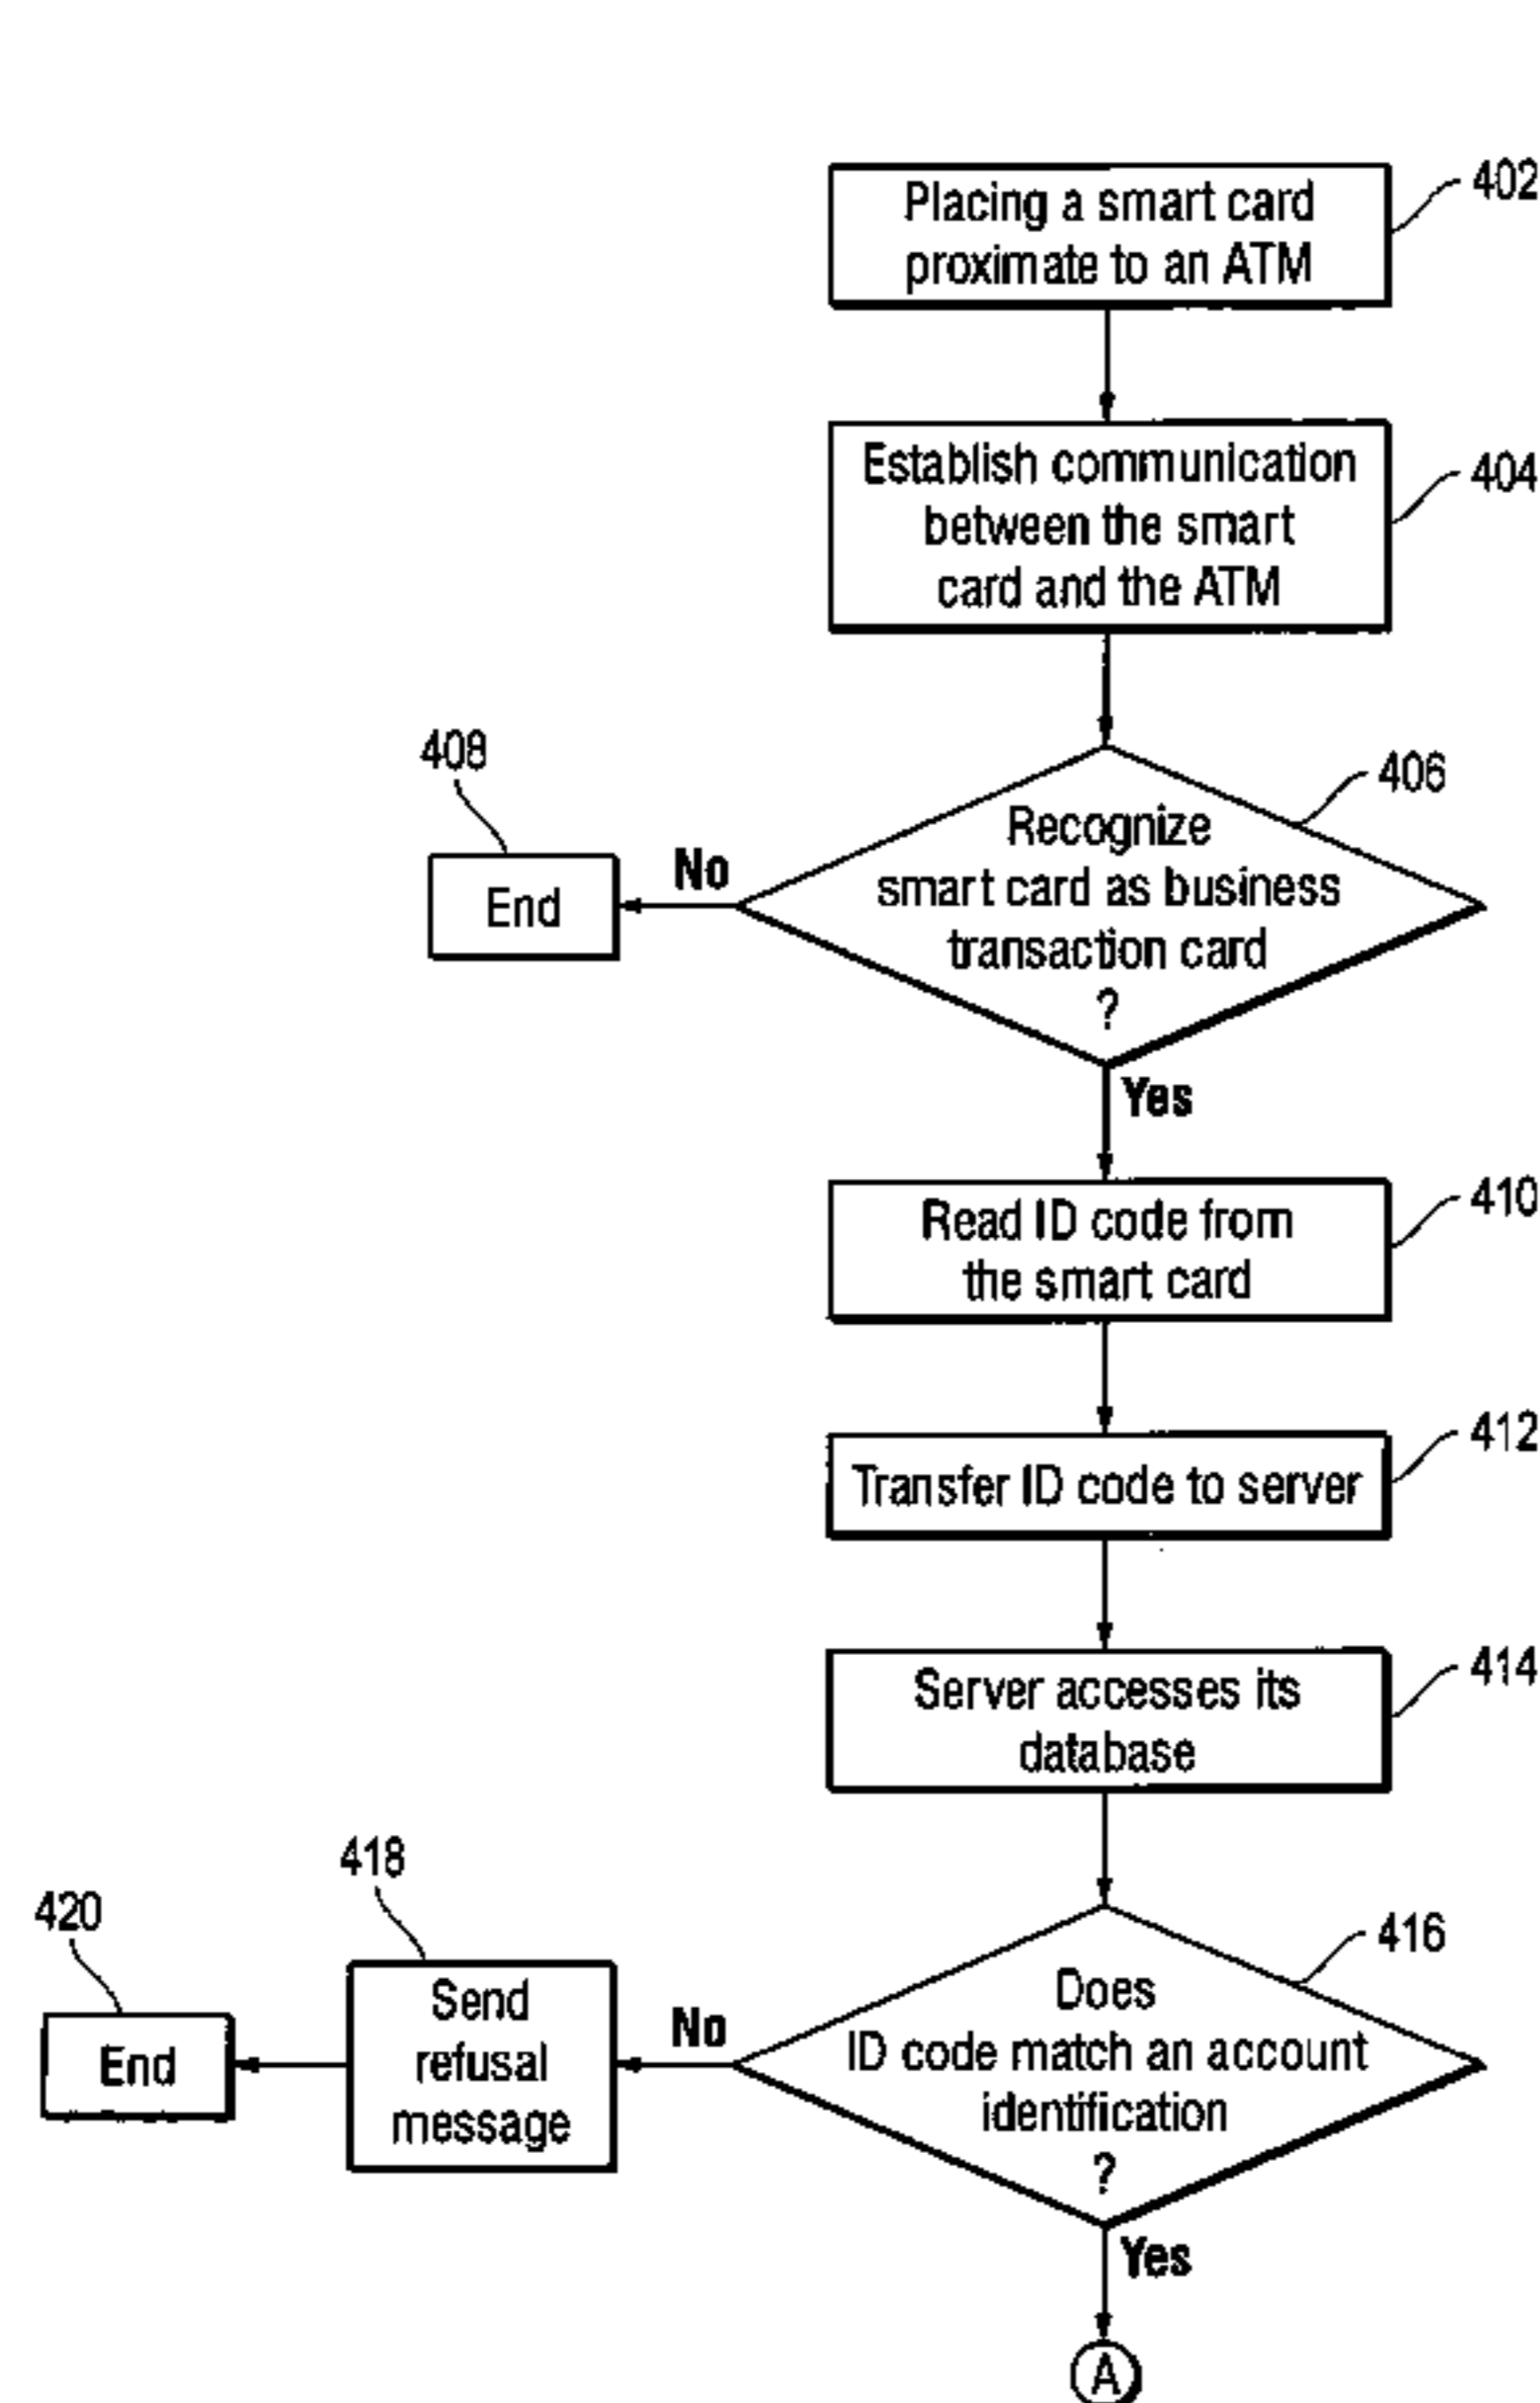 402
Placing a smart card
proximate to an ATM
404
Establish communication
between the smart
card and the ATM
408
406
End
No
Recognize
smart card as business
transaction card
?
Yes
410
Read ID code from
the smart card
412
Transfer ID code to server
414
Server accesses its
database
420
418
416
End
Send
refusal
message
No
Does
ID code match an account
identification
?
Yes
A